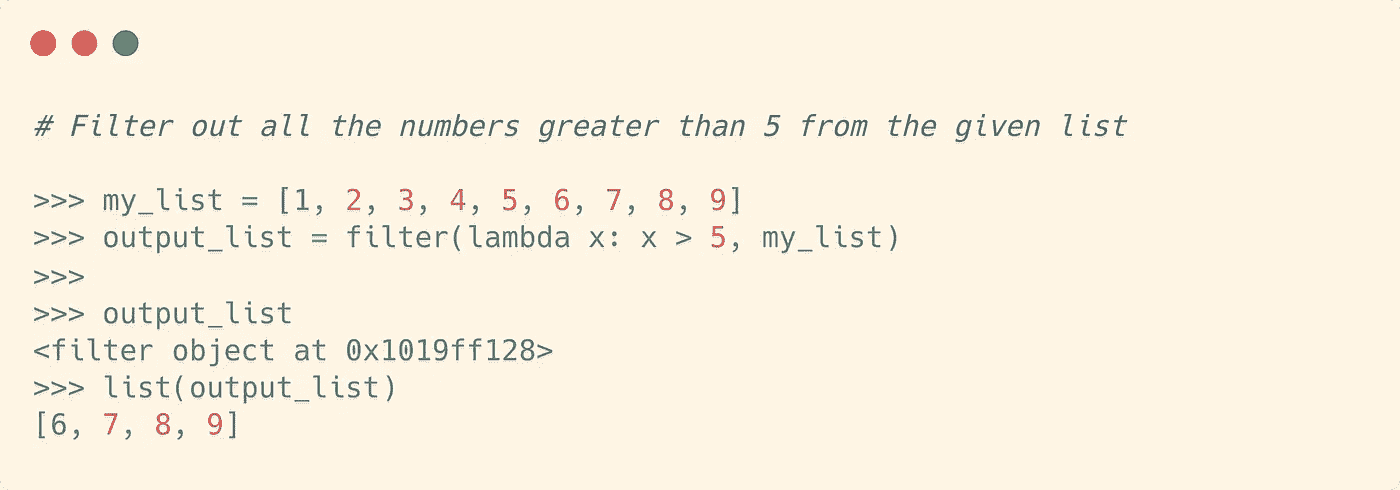 # Filter out all the numbers greater than 5 from the given list
>>> my_list = [1, 2, 3, 4, 5, 6, 7, 8, 9]
>>> output_list = filter(lambda x: x > 5, my_list)
>>>
>>> output_list
<filter object at 0x1019ff128>
>>> list(output_list)
[6, 7, 8, 9]